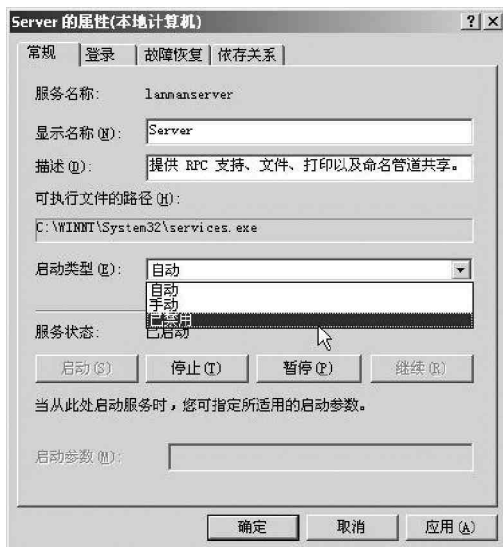 Server 的属性(本地计算机)
常规 登录 故障恢复 依存关系
服务名称: lanmanserver
显示名称(N): Server
描述(D): 提供 RPC 支持、文件、打印以及命名管道共享。
可执行文件的路径(H):
C:\WINNT\System32\services.exe
启动类型(E): 自动
自动
手动
已禁用
服务状态: 已启动
启动(S) 停止(T) 暂停(P) 继续(R)
当从此处启动服务时，您可指定所适用的启动参数。
启动参数(M):
确定 取消 应用(A)